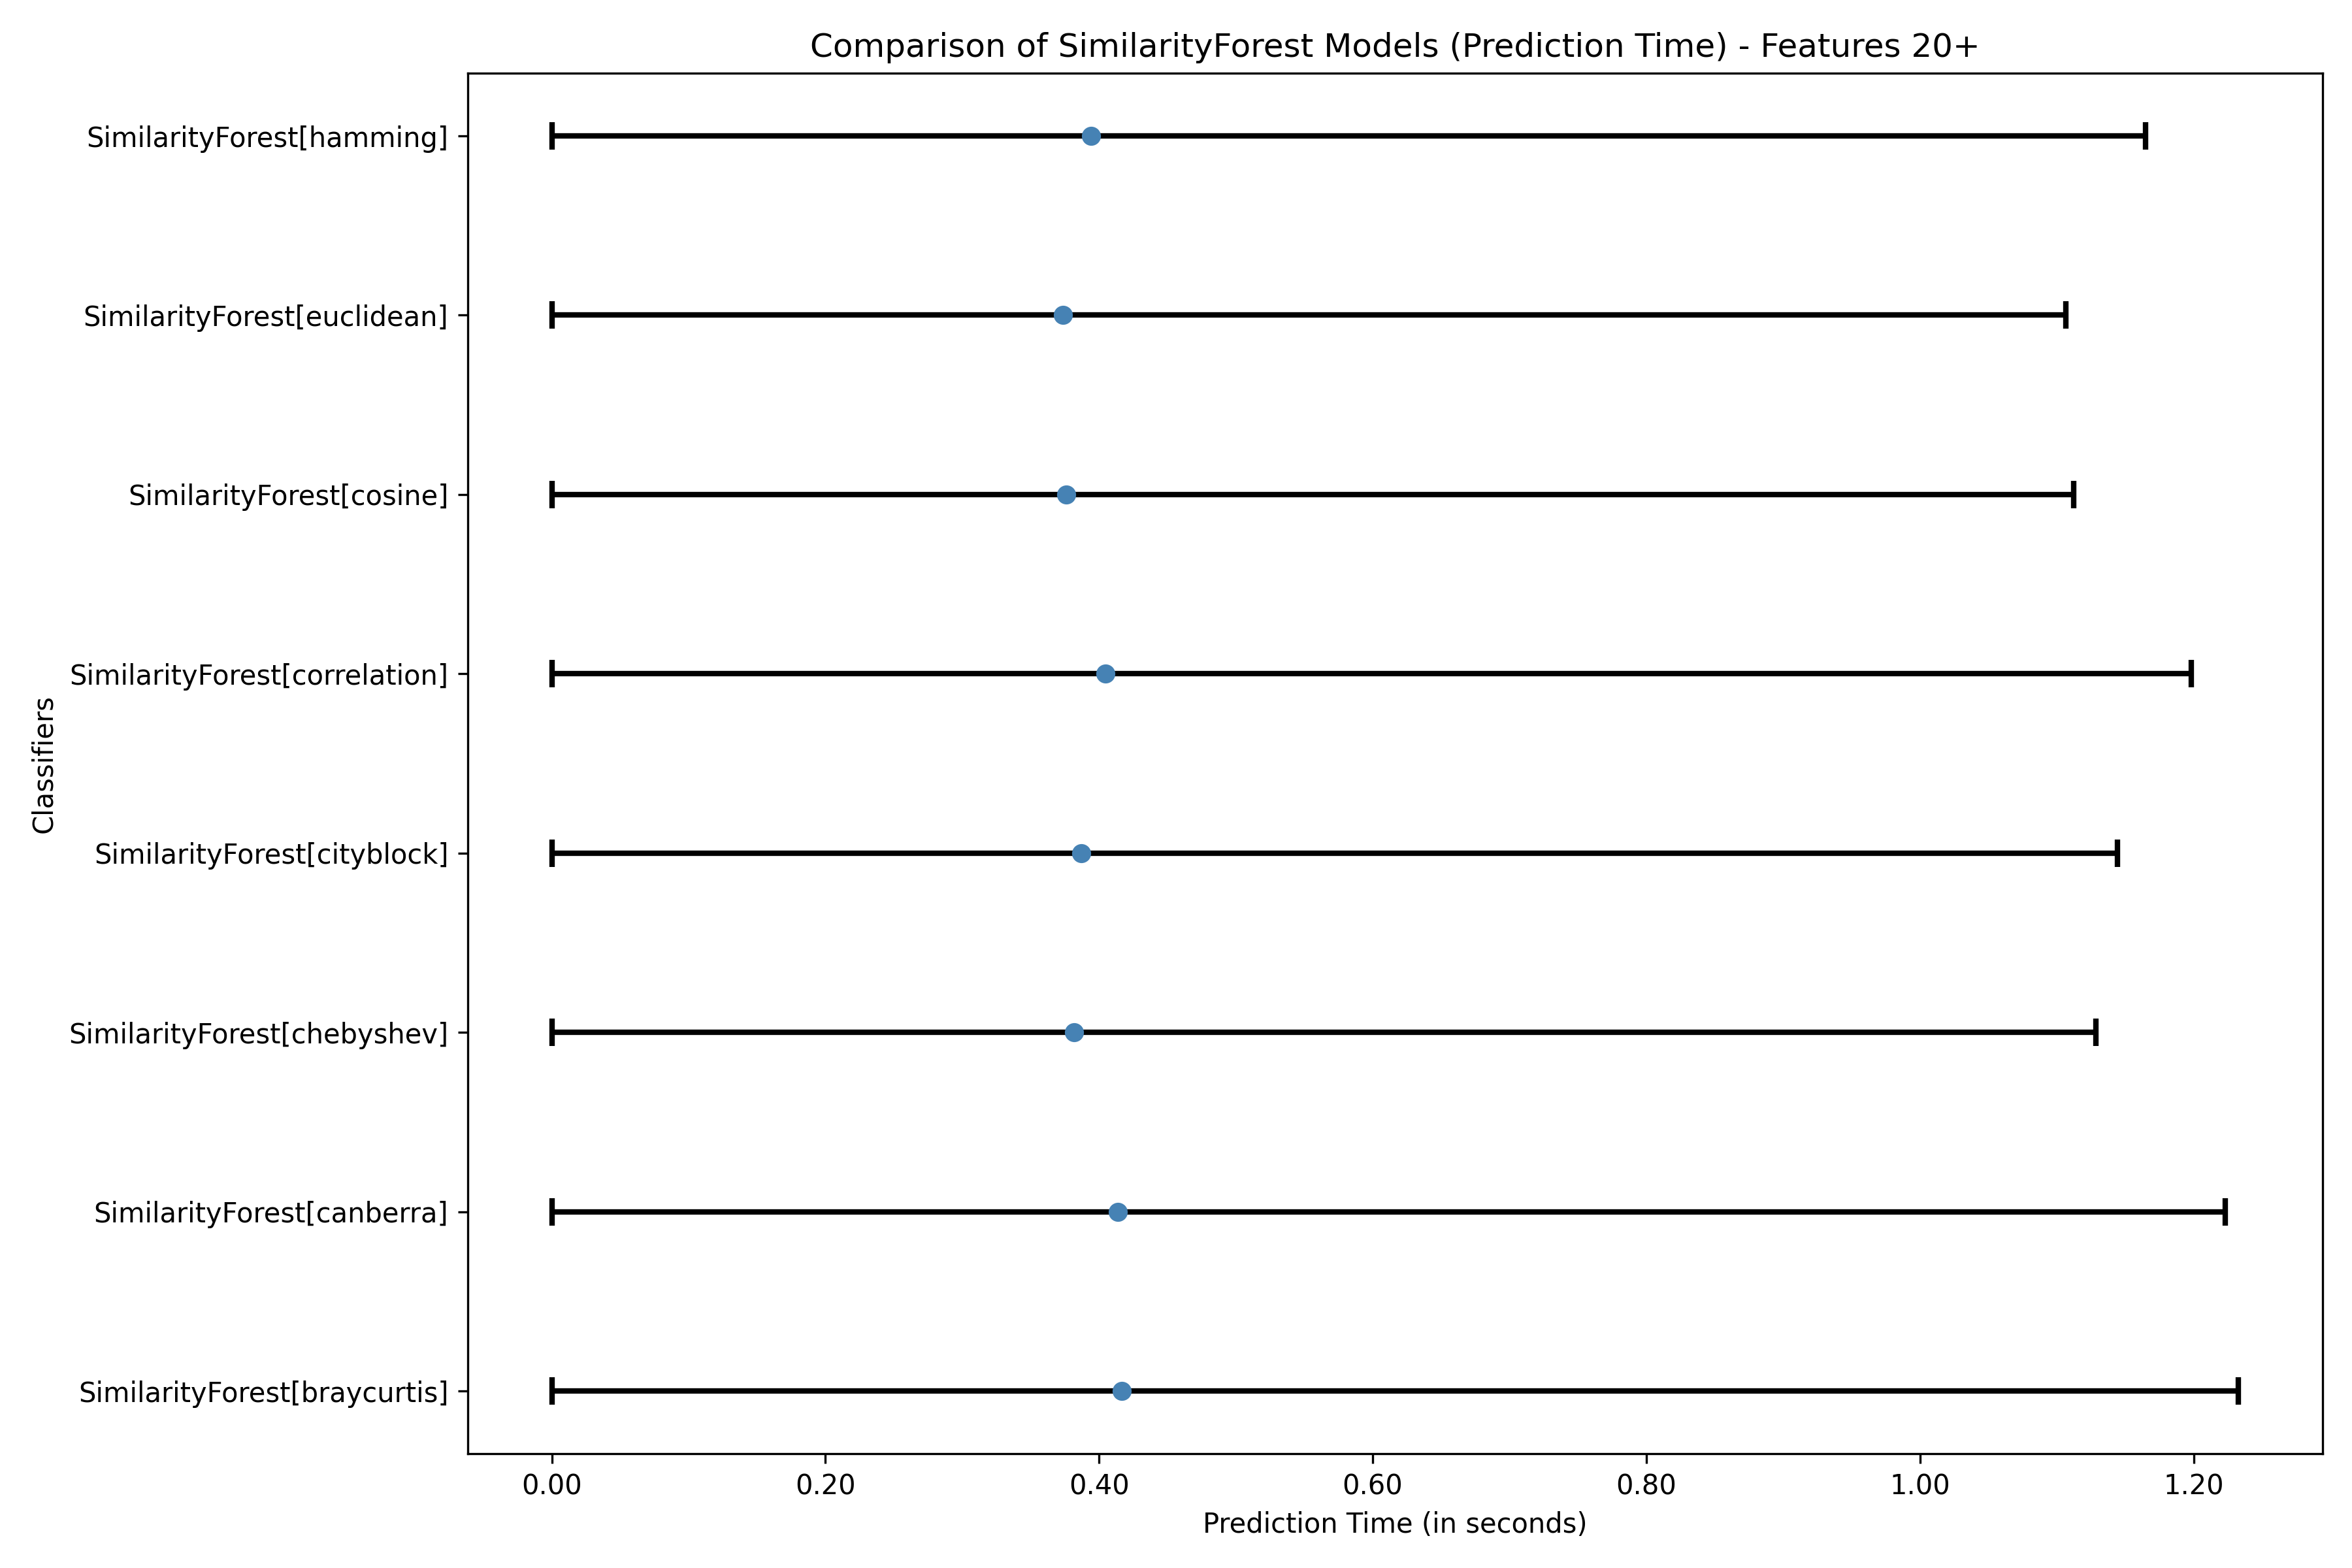 Comparison of SimilarityForest Models (Prediction Time) - Features 20+
SimilarityForest[hamming]
SimilarityForest[euclidean]
SimilarityForest[cosine]
SimilarityForest[correlation]
SimilarityForest[cityblock]
SimilarityForest[chebyshev]
SimilarityForest[canberra]
SimilarityForest[braycurtis]
Classifiers
0.00 0.20 0.40 0.60 0.80 1.00 1.20
Prediction Time (in seconds)